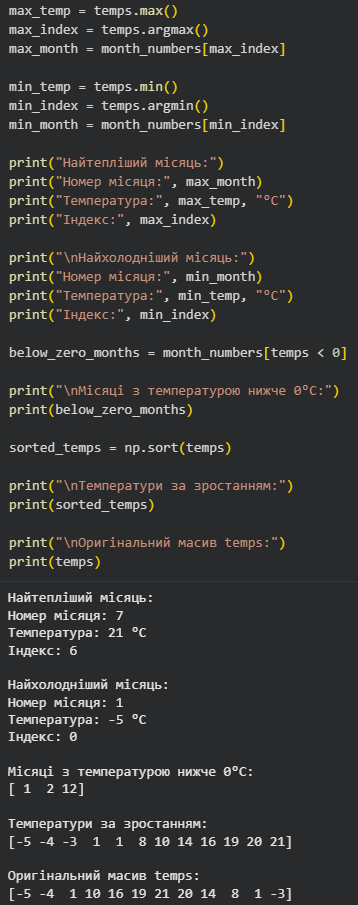 max_temp = temps.max()
max_index = temps.argmax()
max_month = month_numbers[max_index]

min_temp = temps.min()
min_index = temps.argmin()
min_month = month_numbers[min_index]

print("Найтепліший місяць:")
print("Номер місяця:", max_month)
print("Температура:", max_temp, "°C")
print("Індекс:", max_index)

print("\nНайхолодніший місяць:")
print("Номер місяця:", min_month)
print("Температура:", min_temp, "°C")
print("Індекс:", min_index)

below_zero_months = month_numbers[temps < 0]

print("\nМісяці з температурою нижче 0°C:")
print(below_zero_months)

sorted_temps = np.sort(temps)

print("\nТемператури за зростанням:")
print(sorted_temps)

print("\nОригінальний масив temps:")
print(temps)
Найтепліший місяць:
Номер місяця: 7
Температура: 21 °C
Індекс: 6

Найхолодніший місяць:
Номер місяця: 1
Температура: -5 °C
Індекс: 0

Місяці з температурою нижче 0°C:
[ 1  2 12]

Температури за зростанням:
[-5 -4 -3  1  1  8 10 14 16 19 20 21]

Оригінальний масив temps:
[-5 -4  1 10 16 19 21 20 14  8  1 -3]